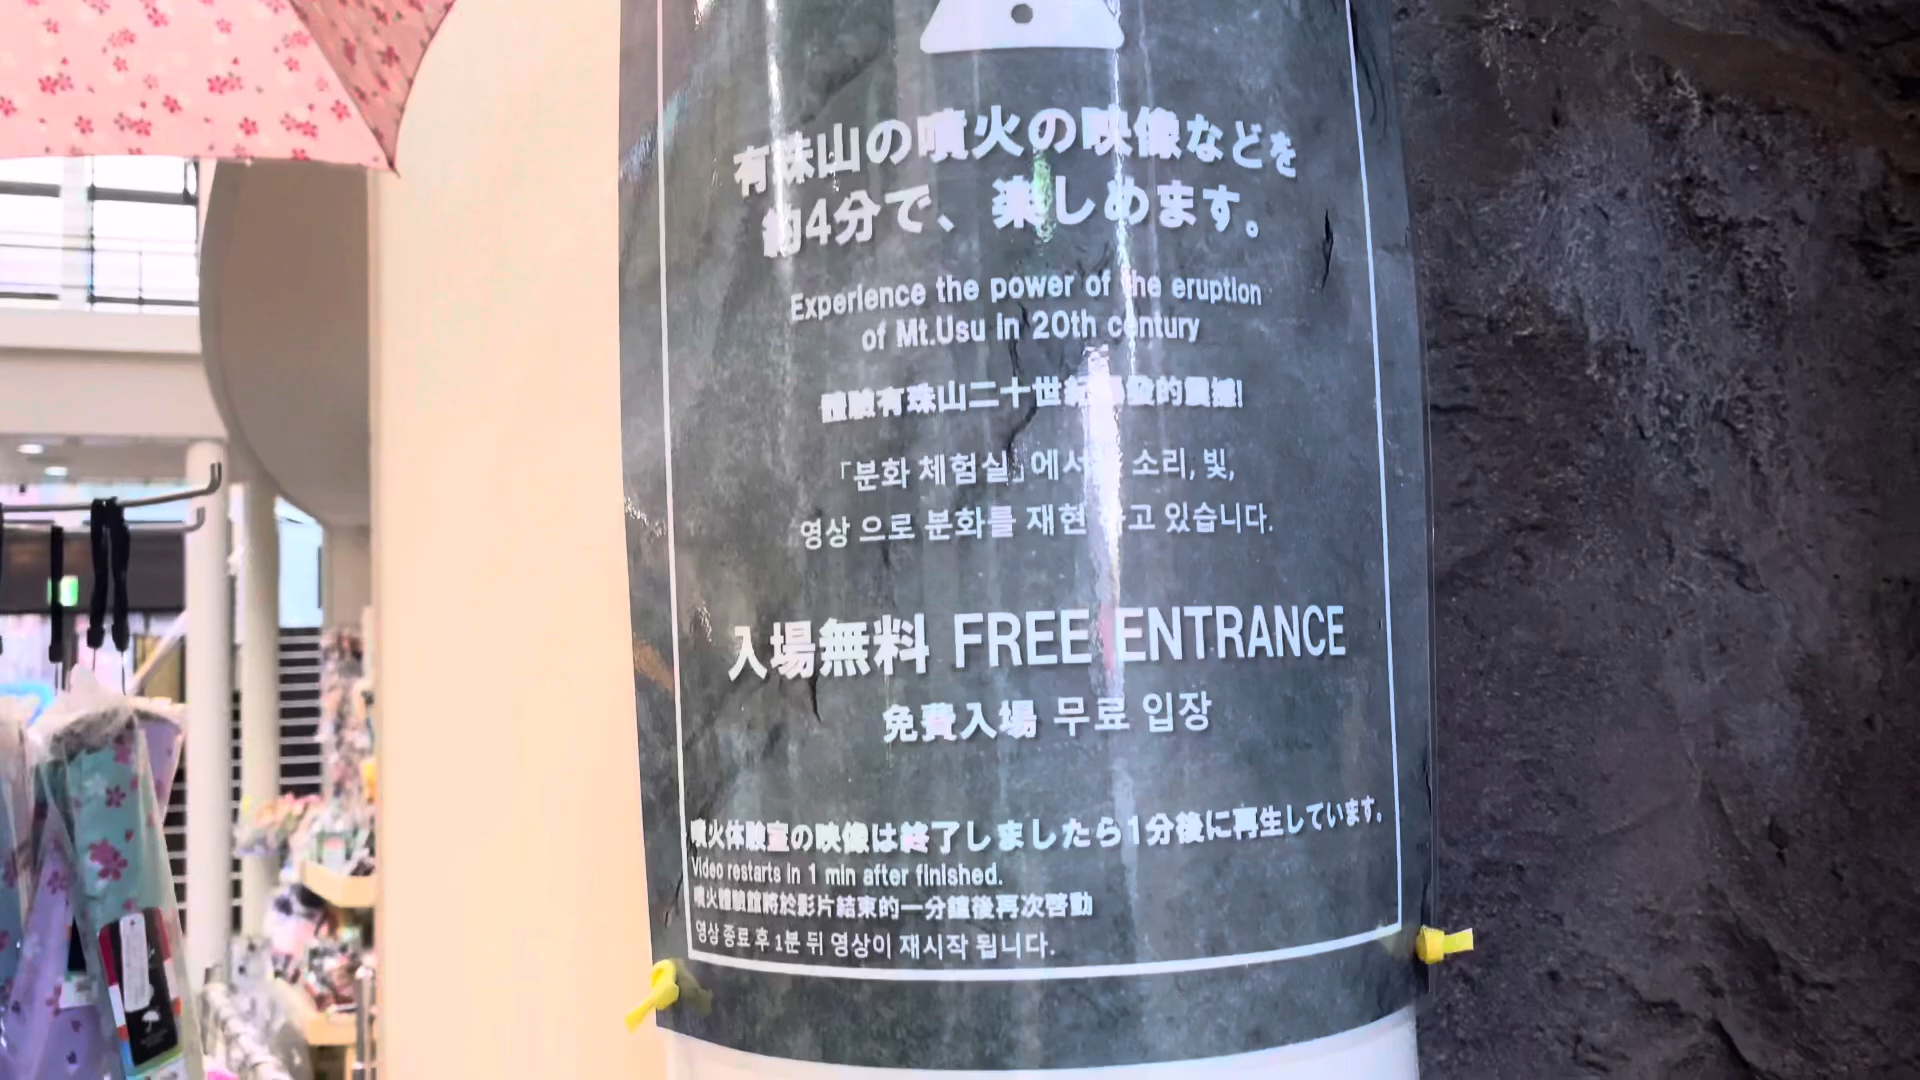 有珠山の噴火の映像などを
約4分で、楽しめます。
Experience the power of the eruption
of Mt.Usu in 20th century
體驗有珠山二十世紀爆發的震撼!
「분화 체험실」에서 소리, 빛,
영상 으로 분화를 재현하고 있습니다.
入場無料 FREE ENTRANCE
免費入場 무료 입장
噴火体験室の映像は終了しましたら1分後に再生しています。
Video restarts in 1 min after finished.
噴火體驗館將於影片結束的一分鐘後再次啓動
영상 종료 후 1분 뒤 영상이 재시작 됩니다.